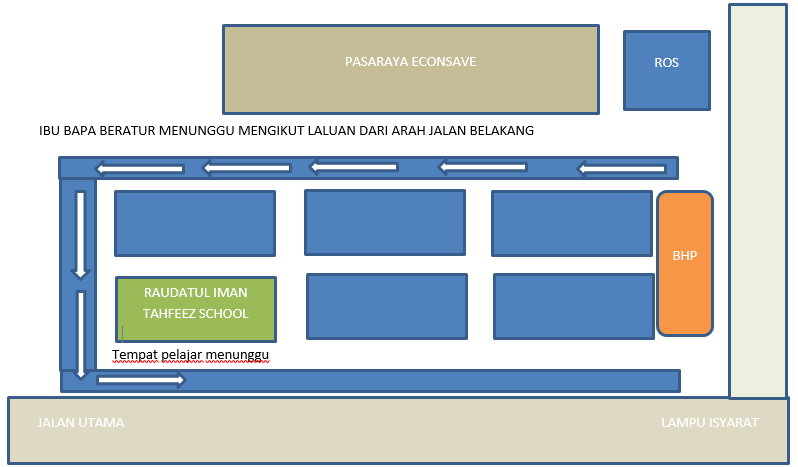 PASARAYA ECONSAVE
ROS
IBU BAPA BERATUR MENUNGGU MENGIKUT LALUAN DARI ARAH JALAN BELAKANG
BHP
RAUDATUL IMAN
TAHFEEZ SCHOOL
Tempat pelajar menunggu
JALAN UTAMA
LAMPU ISYARAT